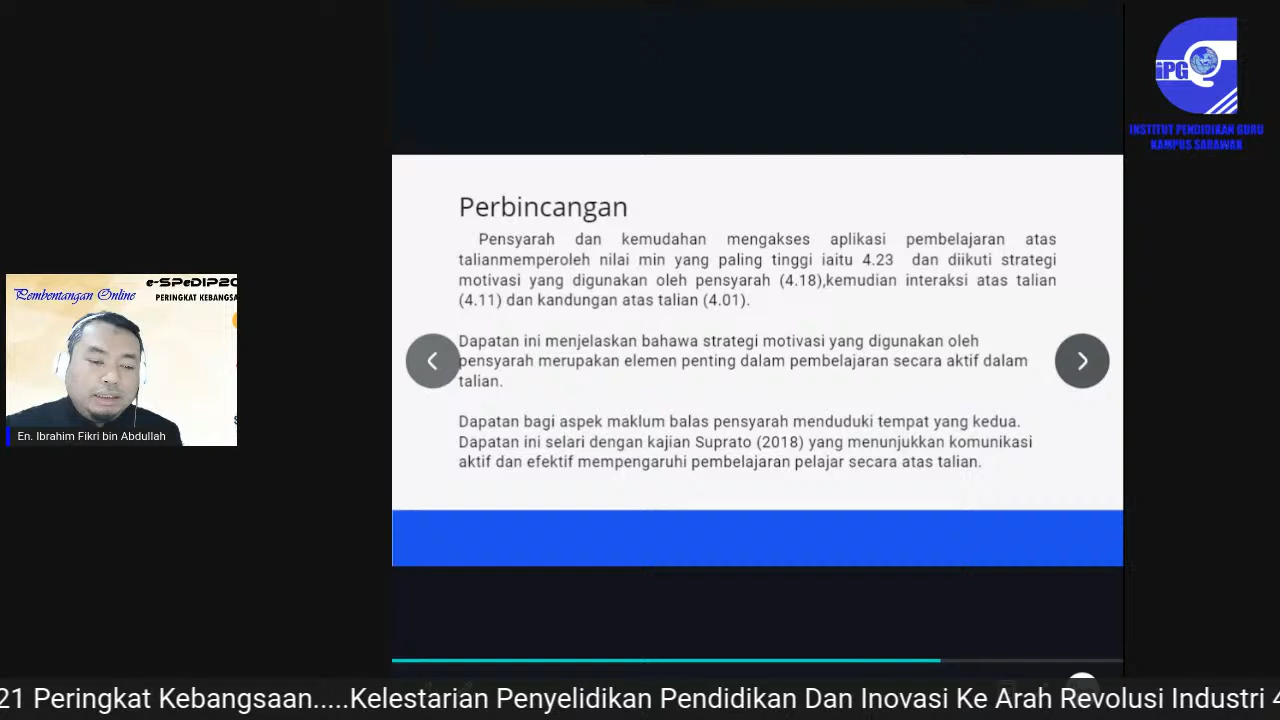 iPG
INSTITUT PENDIDIKAN GURU
KAMPUS SARAWAK
Perbincangan
Pensyarah dan kemudahan mengakses aplikasi pembelajaran atas
talianmemperoleh nilai min yang paling tinggi iaitu 4.23 dan diikuti strategi
motivasi yang digunakan oleh pensyarah (4.18),kemudian interaksi atas talian
(4.11) dan kandungan atas talian (4.01).
Dapatan ini menjelaskan bahawa strategi motivasi yang digunakan oleh
pensyarah merupakan elemen penting dalam pembelajaran secara aktif dalam
talian.
Dapatan bagi aspek maklum balas pensyarah menduduki tempat yang kedua.
Dapatan ini selari dengan kajian Suprato (2018) yang menunjukkan komunikasi
aktif dan efektif mempengaruhi pembelajaran pelajar secara atas talian.
e-SPeDIP20
Pembentangan Online
PERINGKAT KEBANGSA
En. Ibrahim Fikri bin Abdullah
21 Peringkat Kebangsaan.....Kelestarian Penyelidikan Pendidikan Dan Inovasi Ke Arah Revolusi Industri 4